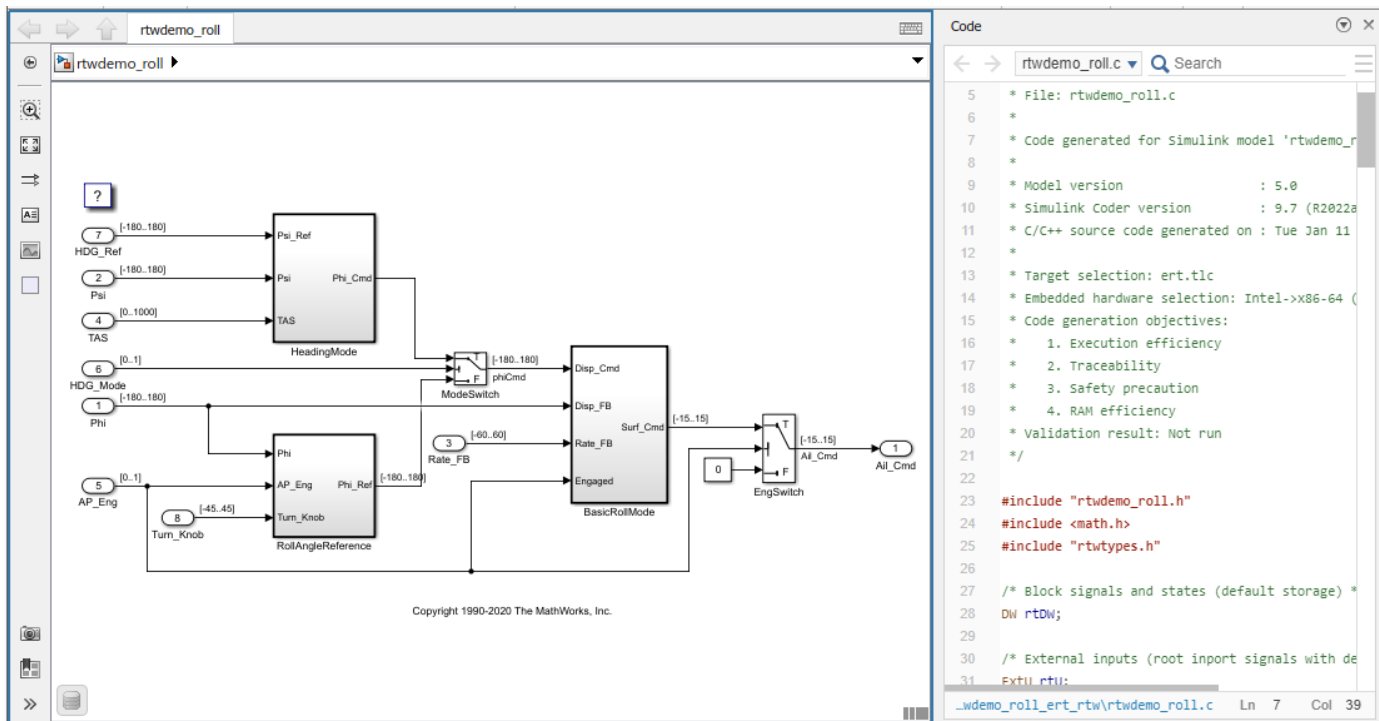 rtwdemo_roll
rtwdemo_roll
?
[-180..180]
7
HDG_Ref
Psi_Ref
[-180..180]
2
Psi
Psi
Phi_Cmd
[0..1000]
4
TAS
TAS
HeadingMode
[0..1]
6
HDG_Mode
T
F
ModeSwitch
[-180..180]
phiCmd
[-180..180]
1
Phi
Disp_Cmd
Disp_FB
Rate_FB
Engaged
Surf_Cmd
BasicRollMode
[-60..60]
3
Rate_FB
[-15..15]
T
F
EngSwitch
0
[-15..15]
Ail_Cmd
1
Ail_Cmd
Phi
[0..1]
5
AP_Eng
AP_Eng
Phi_Ref
[-180..180]
[-45..45]
8
Turn_Knob
Turn_Knob
RollAngleReference
Copyright 1990-2020 The MathWorks, Inc.
Code
rtwdemo_roll.c
Search
5 * File: rtwdemo_roll.c
6 *
7 * Code generated for Simulink model 'rtwdemo_r
8 *
9 * Model version : 5.0
10 * Simulink Coder version : 9.7 (R2022a
11 * C/C++ source code generated on : Tue Jan 11
12 *
13 * Target selection: ert.tlc
14 * Embedded hardware selection: Intel->x86-64 (
15 * Code generation objectives:
16 * 1. Execution efficiency
17 * 2. Traceability
18 * 3. Safety precaution
19 * 4. RAM efficiency
20 * Validation result: Not run
21 */
22
23 #include "rtwdemo_roll.h"
24 #include <math.h>
25 #include "rtwtypes.h"
26
27 /* Block signals and states (default storage) *
28 DW rtDW;
29
30 /* External inputs (root inport signals with de
31 ExtU rtU;
...wdemo_roll_ert_rtw\rtwdemo_roll.c Ln 7 Col 39